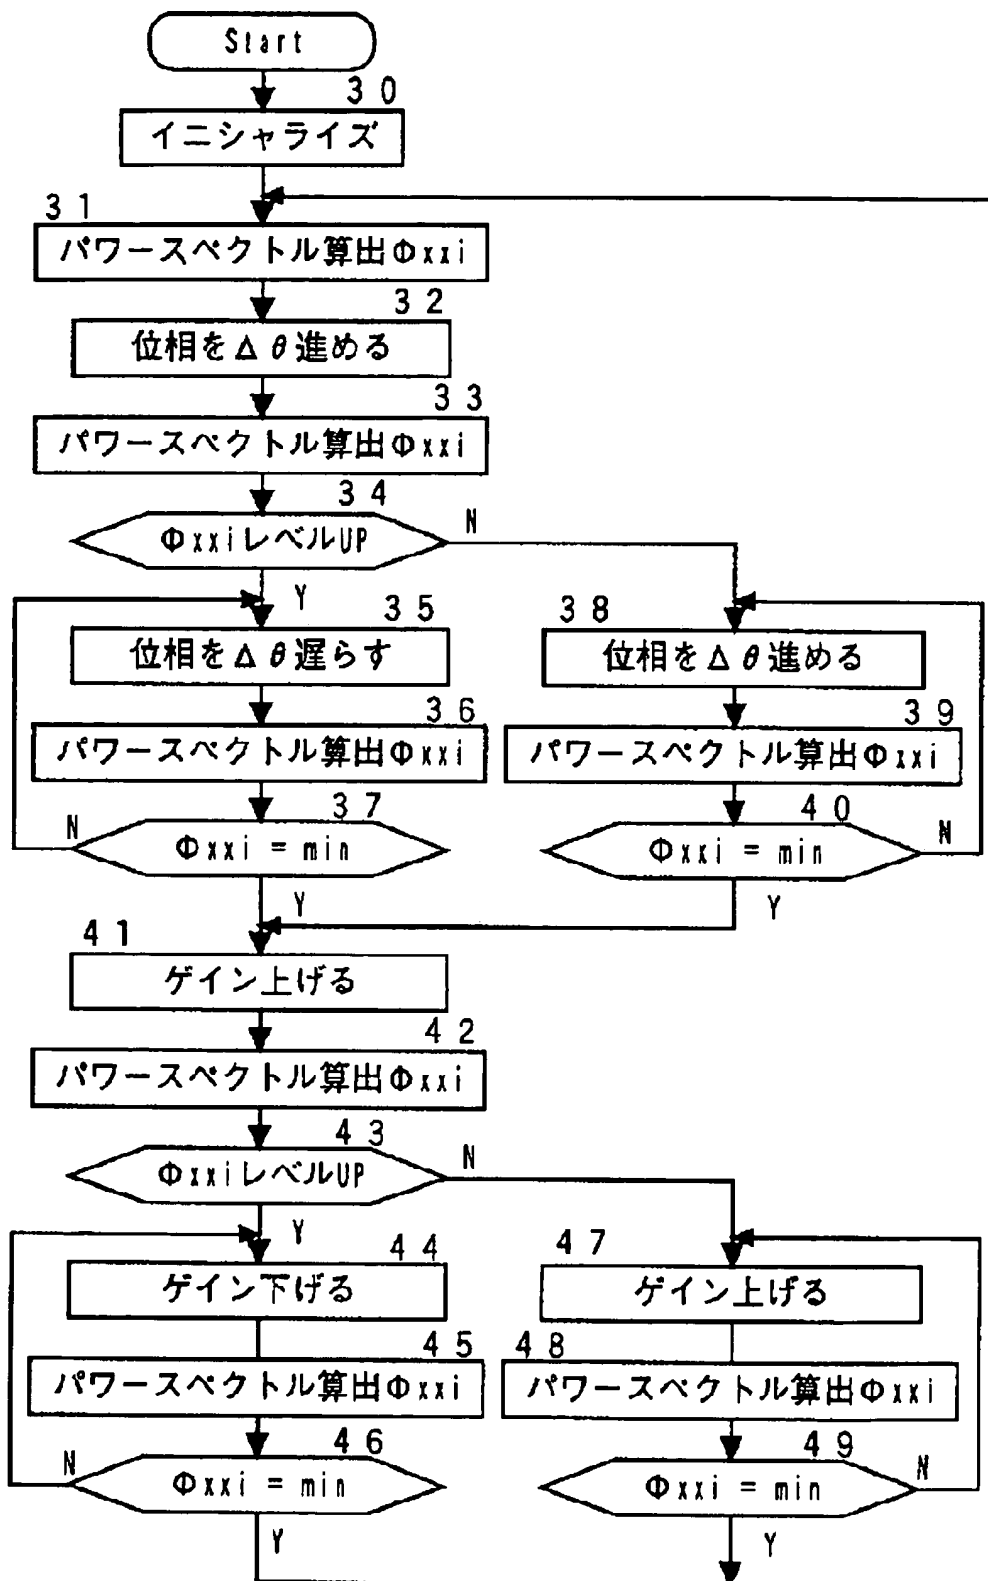 Start
30
イニシャライズ
31
パワースペクトル算出Φxxi
32
位相をΔθ進める
33
パワースペクトル算出Φxxi
34
ΦxxiレベルUP
N
Y
35
位相をΔθ遅らす
38
位相をΔθ進める
36
パワースペクトル算出Φxxi
39
パワースペクトル算出Φxxi
37
N
Φxxi = min
40
Φxxi = min
N
Y
Y
41
ゲイン上げる
42
パワースペクトル算出Φxxi
43
ΦxxiレベルUP
N
Y
44
ゲイン下げる
47
ゲイン上げる
45
パワースペクトル算出Φxxi
48
パワースペクトル算出Φxxi
46
N
Φxxi = min
49
Φxxi = min
N
Y
Y